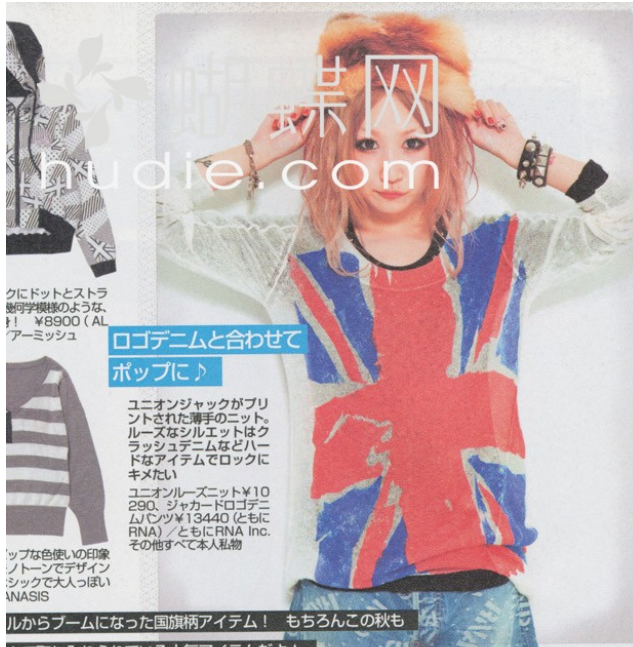 蝴蝶网
hudie.com
クにドットとストラ
幾何学模様のような、
！ ¥8900（AL
アーミッシュ
ロゴデニムと合わせて
ポップに♪
ユニオンジャックがプリ
ントされた薄手のニット。
ルーズなシルエットはク
ラッシュデニムなどハー
ドなアイテムでロックに
キメたい
ユニオンルーズニット¥10
290、ジャカードロゴデニ
ムパンツ¥13440（ともに
RNA）／ともにRNA Inc.
その他すべて本人私物
ップな色使いの印象
ノトーンでデザイン
シックで大人っぽい
ANASIS
ルからブームになった国旗柄アイテム！　もちろんこの秋も